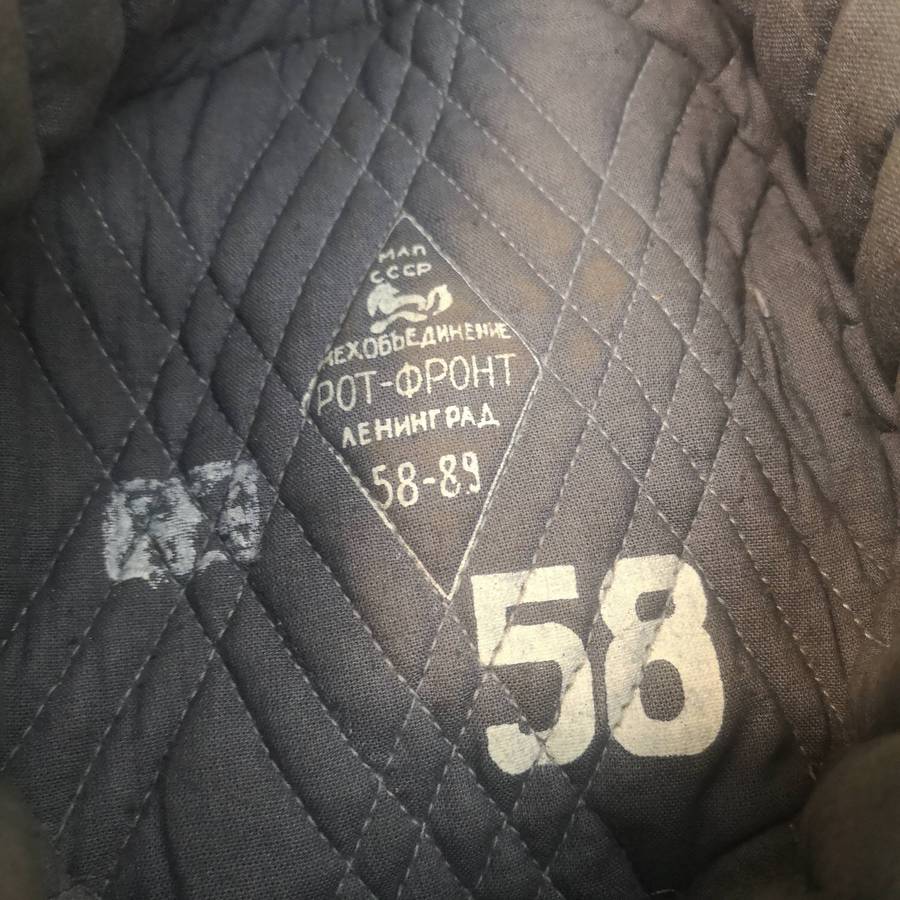 МЛП
СССР
МЕХОБЪЕДИНЕНИЕ
РОТ-ФРОНТ
ЛЕНИНГРАД
58-89
58